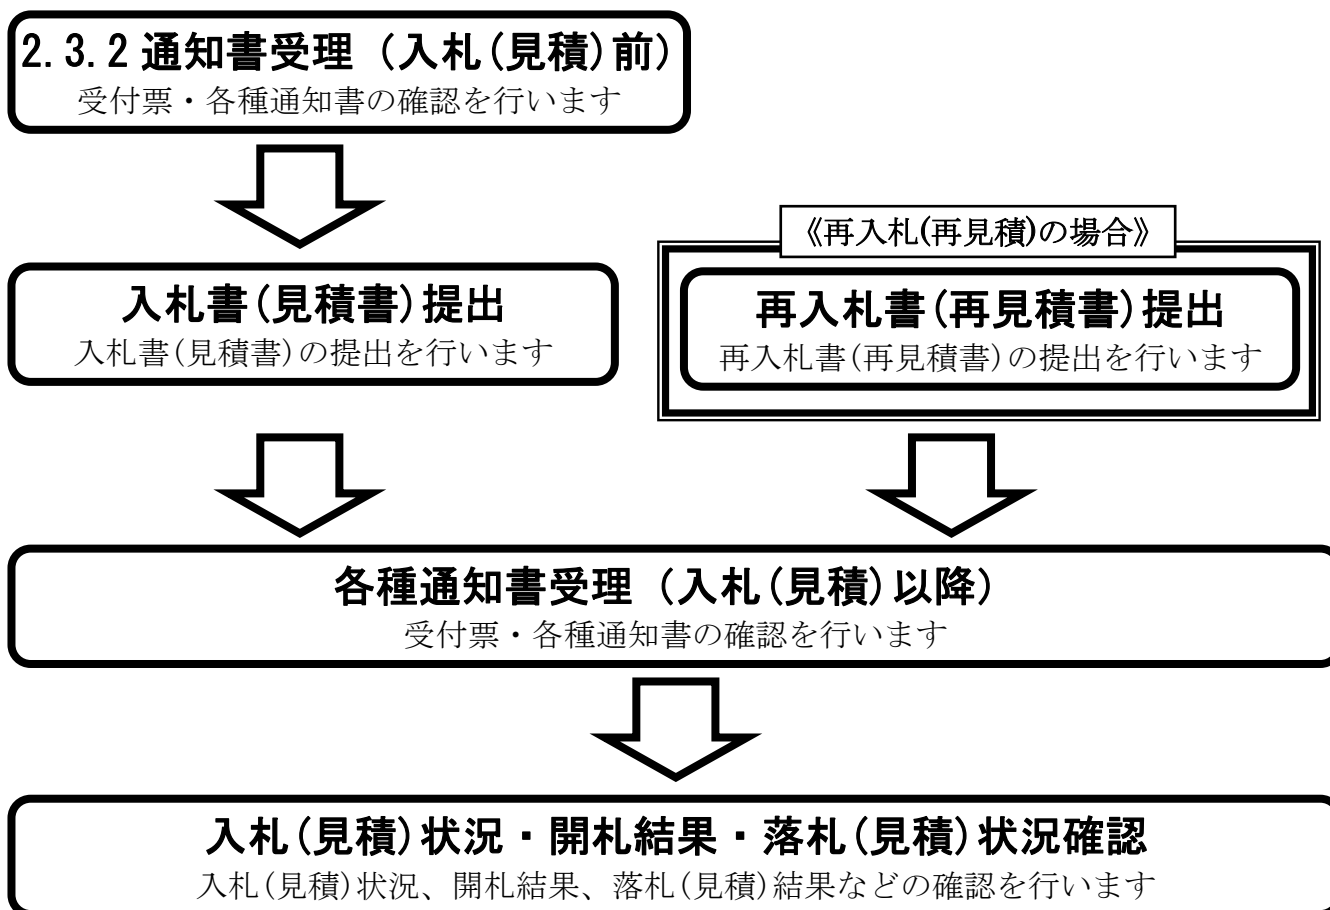 2.3.2 通知書受理（入札(見積)前）
受付票・各種通知書の確認を行います
《再入札(再見積)の場合》
入札書(見積書)提出
入札書(見積書)の提出を行います
再入札書(再見積書)提出
再入札書(再見積書)の提出を行います
各種通知書受理（入札(見積)以降）
受付票・各種通知書の確認を行います
入札(見積)状況・開札結果・落札(見積)状況確認
入札(見積)状況、開札結果、落札(見積)結果などの確認を行います